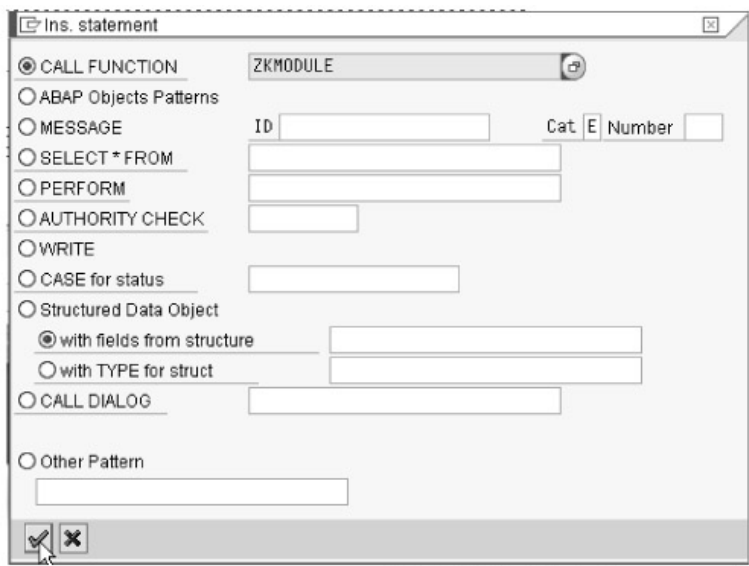 Ins. statement
CALL FUNCTION ZKMODULE
ABAP Objects Patterns
MESSAGE ID Cat E Number
SELECT * FROM
PERFORM
AUTHORITY CHECK
WRITE
CASE for status
Structured Data Object
with fields from structure
with TYPE for struct
CALL DIALOG
Other Pattern